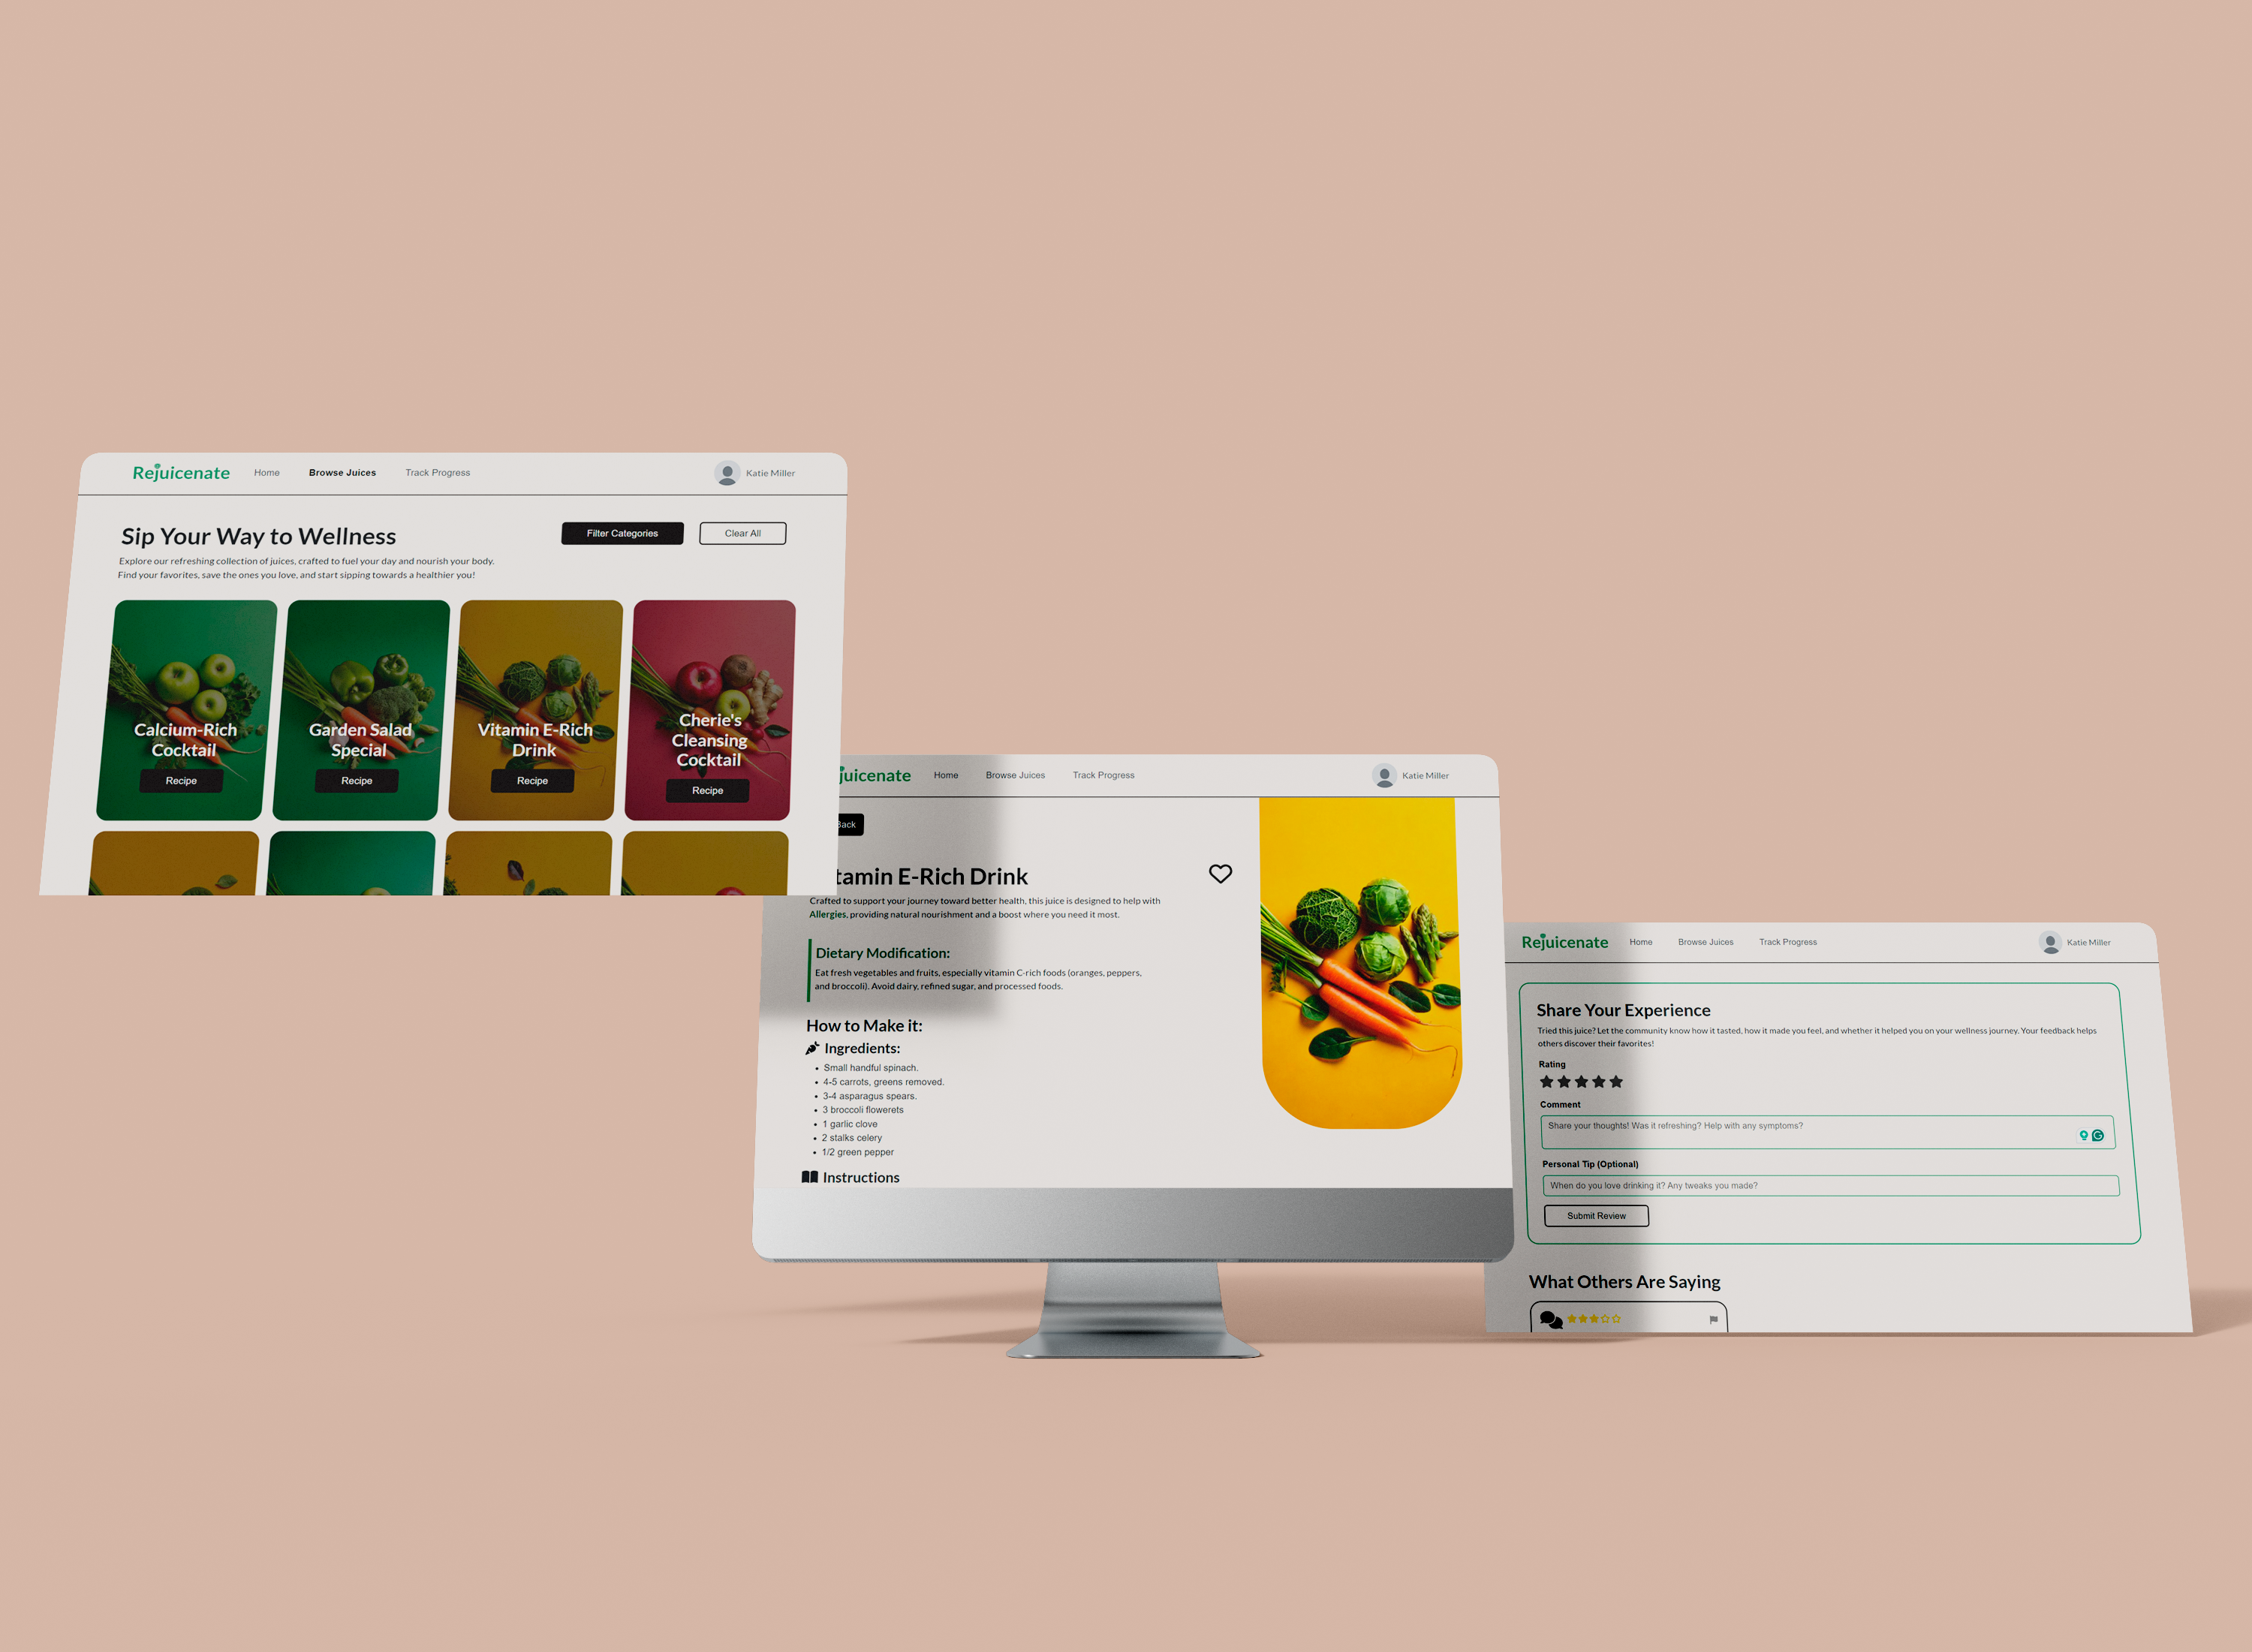 Rejuicenate Home Browse Juices Track Progress Katie Miller
Sip Your Way to Wellness
Filter Categories Clear All
Explore our refreshing collection of juices, crafted to fuel your day and nourish your body.
Find your favorites, save the ones you love, and start sipping towards a healthier you!
Calcium-Rich
Cocktail
Recipe
Garden Salad
Special
Recipe
Vitamin E-Rich
Drink
Recipe
Cherie's
Cleansing
Cocktail
Recipe
juicenate Home Browse Juices Track Progress Katie Miller
Back
tamin E-Rich Drink
Crafted to support your journey toward better health, this juice is designed to help with
Allergies, providing natural nourishment and a boost where you need it most.
Dietary Modification:
Eat fresh vegetables and fruits, especially vitamin C-rich foods (oranges, peppers,
and broccoli). Avoid dairy, refined sugar, and processed foods.
How to Make it:
Ingredients:
• Small handful spinach.
• 4-5 carrots, greens removed.
• 3-4 asparagus spears.
• 3 broccoli flowerets
• 1 garlic clove
• 2 stalks celery
• 1/2 green pepper
Instructions
Rejuicenate Home Browse Juices Track Progress Katie Miller
Share Your Experience
Tried this juice? Let the community know how it tasted, how it made you feel, and whether it helped you on your wellness journey. Your feedback helps
others discover their favorites!
Rating
Comment
Share your thoughts! Was it refreshing? Help with any symptoms?
Personal Tip (Optional)
When do you love drinking it? Any tweaks you made?
Submit Review
What Others Are Saying